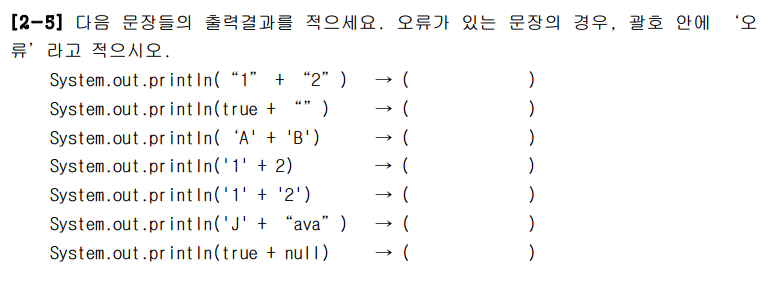 [2-5] 다음 문장들의 출력결과를 적으세요. 오류가 있는 문장의 경우, 괄호 안에 ‘오
류’ 라고 적으시오.
System.out.println( “1” + “2” ) → ( )
System.out.println(true + “” ) → ( )
System.out.println( ‘A' + 'B') → ( )
System.out.println('1' + 2) → ( )
System.out.println('1' + '2') → ( )
System.out.println('J' + “ava” ) → ( )
System.out.println(true + null) → ( )